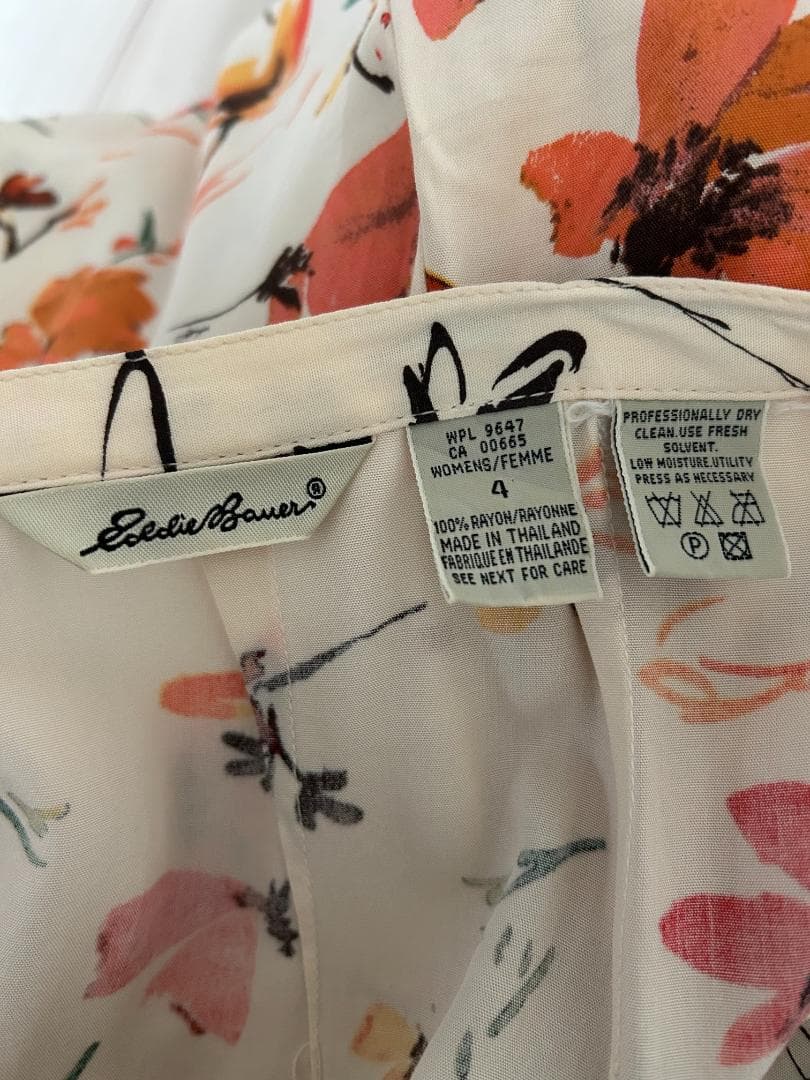 Eddie Bauer®
WPL 9647
CA 00665
WOMENS/FEMME
4
100% RAYON/RAYONNE
MADE IN THAILAND
FABRIQUE EN THAILANDE
SEE NEXT FOR CARE
PROFESSIONALLY DRY
CLEAN.USE FRESH
SOLVENT.
LOW MOISTURE.UTILITY
PRESS AS NECESSARY
P